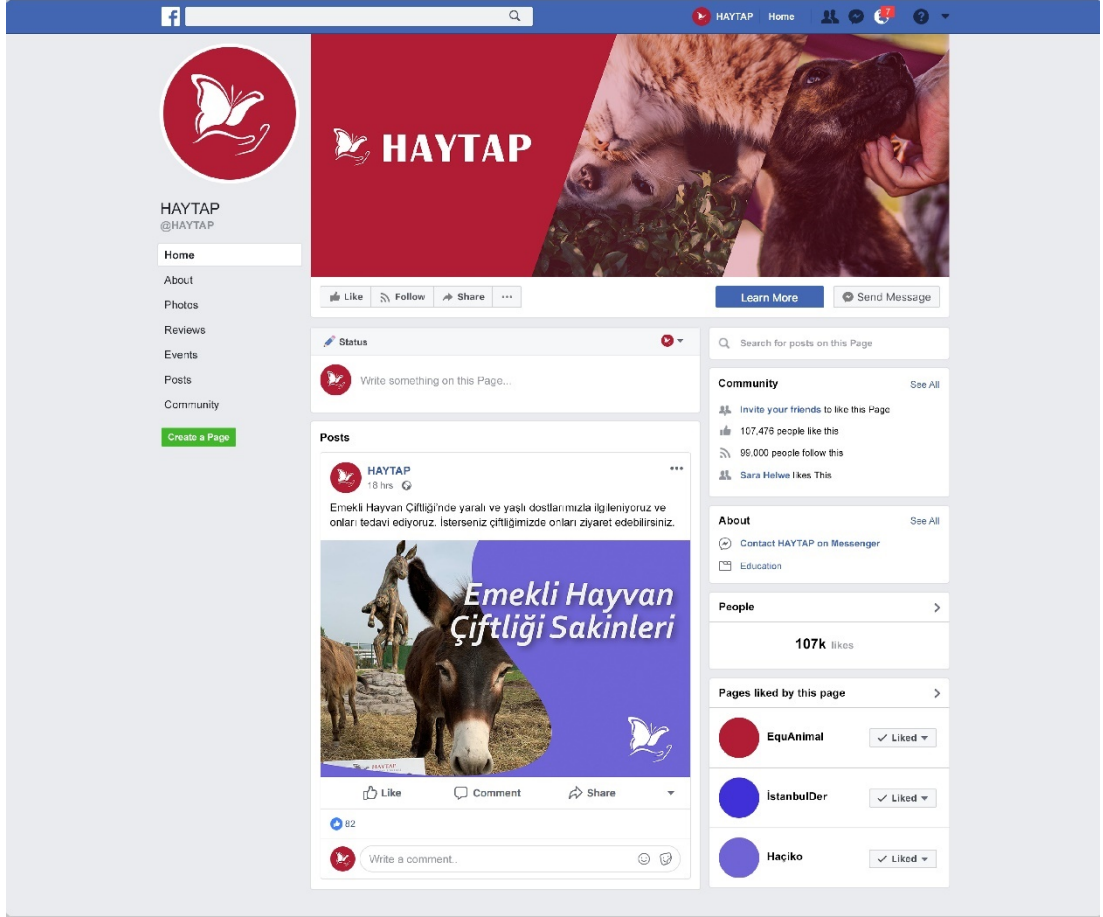 f
HAYTAP Home 7 ?
HAYTAP
HAYTAP
@HAYTAP
Home
About
Photos
Reviews
Events
Posts
Community
Create a Page
Like Follow Share ...
Learn More Send Message
Status
Write something on this Page...
Posts
HAYTAP
18 hrs
Emekli Hayvan Çiftliği'nde yaralı ve yaşlı dostlarımızla ilgileniyoruz ve
onları tedavi ediyoruz. İsterseniz çiftliğimizde onları ziyaret edebilirsiniz.
Emekli Hayvan
Çiftliği Sakinleri
HAYTAP
Like Comment Share
82
Write a comment..
Search for posts on this Page
Community See All
Invite your friends to like this Page
107,476 people like this
99,000 people follow this
Sara Helwe likes This
About See All
Contact HAYTAP on Messenger
Education
People
107k likes
Pages liked by this page
EquAnimal Liked
İstanbulDer Liked
Haçiko Liked